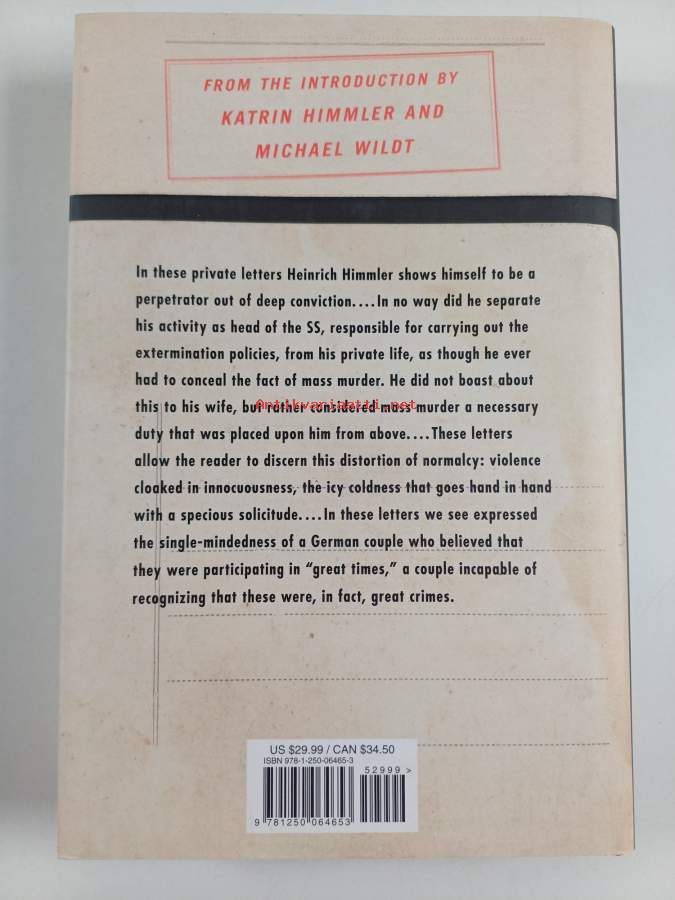 FROM THE INTRODUCTION BY
KATRIN HIMMLER AND
MICHAEL WILDT
In these private letters Heinrich Himmler shows himself to be a
perpetrator out of deep conviction....In no way did he separate
his activity as head of the SS, responsible for carrying out the
extermination policies, from his private life, as though he ever
had to conceal the fact of mass murder. He did not boast about
this to his wife, but rather considered mass murder a necessary
Antikvariaatti.net
duty that was placed upon him from above....These letters
allow the reader to discern this distortion of normalcy: violence
cloaked in innocuousness, the icy coldness that goes hand in hand
with a specious solicitude....In these letters we see expressed
the single-mindedness of a German couple who believed that
they were participating in “great times,” a couple incapable of
recognizing that these were, in fact, great crimes.
US $29.99 / CAN $34.50
ISBN 978-1-250-06465-3
52999>
9 781250 064653